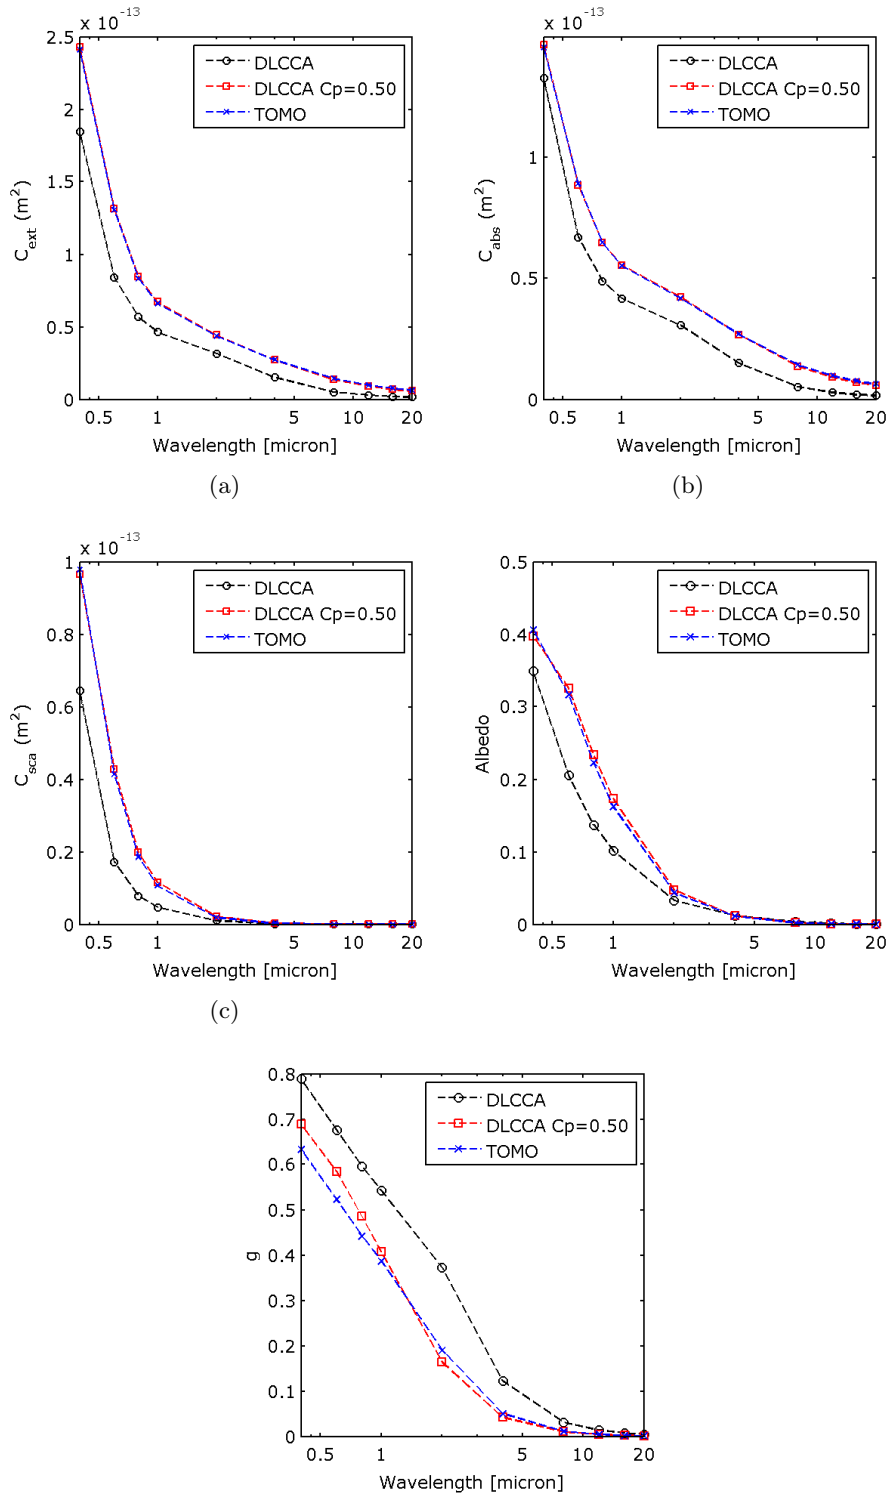 x 10⁻¹³
2.5
2
1.5
1
0.5
0
C_ext (m²)
DLCCA
DLCCA Cp=0.50
TOMO
0.5 1 5 10 20
Wavelength [micron]
(a)
x 10⁻¹³
1
0.5
0
C_abs (m²)
DLCCA
DLCCA Cp=0.50
TOMO
0.5 1 5 10 20
Wavelength [micron]
(b)
x 10⁻¹³
1
0.8
0.6
0.4
0.2
0
C_sca (m²)
DLCCA
DLCCA Cp=0.50
TOMO
0.5 1 5 10 20
Wavelength [micron]
(c)
0.5
0.4
0.3
0.2
0.1
0
Albedo
DLCCA
DLCCA Cp=0.50
TOMO
0.5 1 5 10 20
Wavelength [micron]
0.8
0.7
0.6
0.5
0.4
0.3
0.2
0.1
0
g
DLCCA
DLCCA Cp=0.50
TOMO
0.5 1 5 10 20
Wavelength [micron]